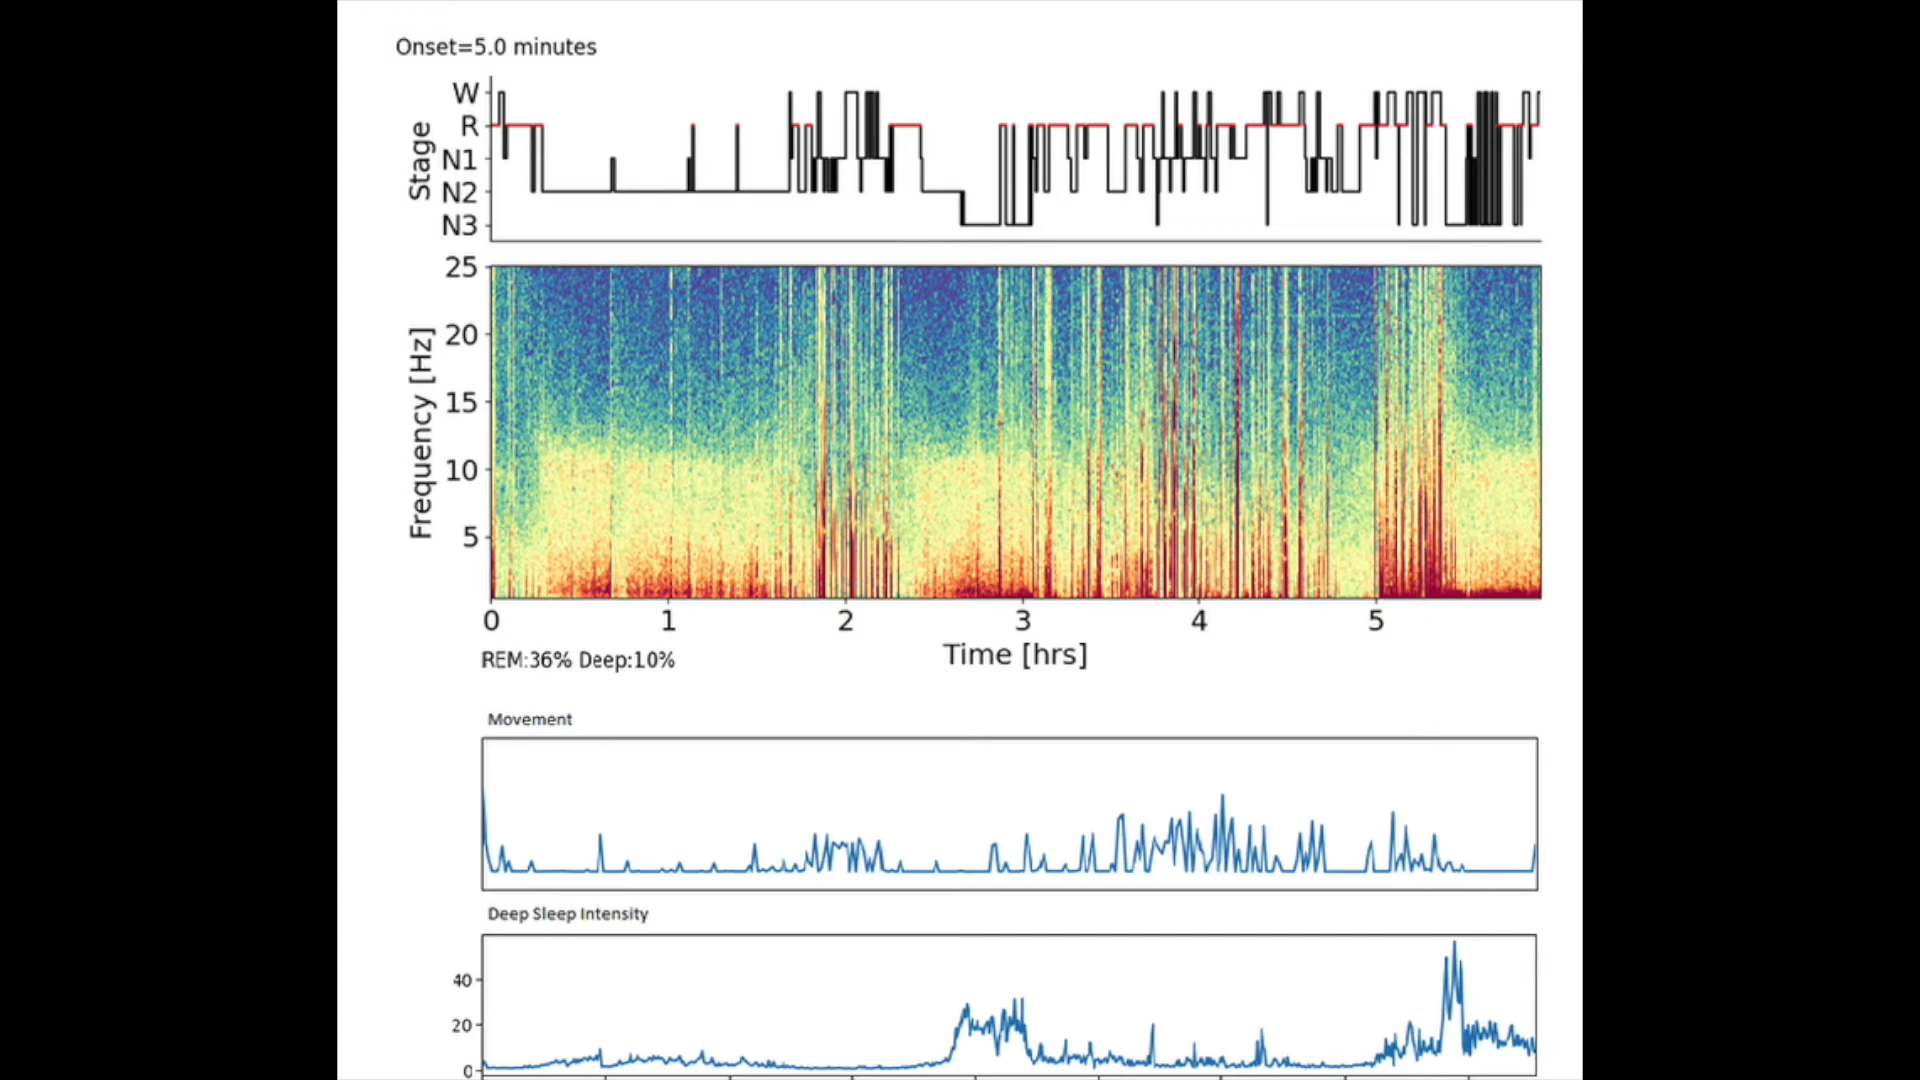 Onset=5.0 minutes
Stage
W
R
N1
N2
N3
Frequency [Hz]
25
20
15
10
5
0 1 2 3 4 5
Time [hrs]
REM:36% Deep:10%
Movement
Deep Sleep Intensity
40
20
0